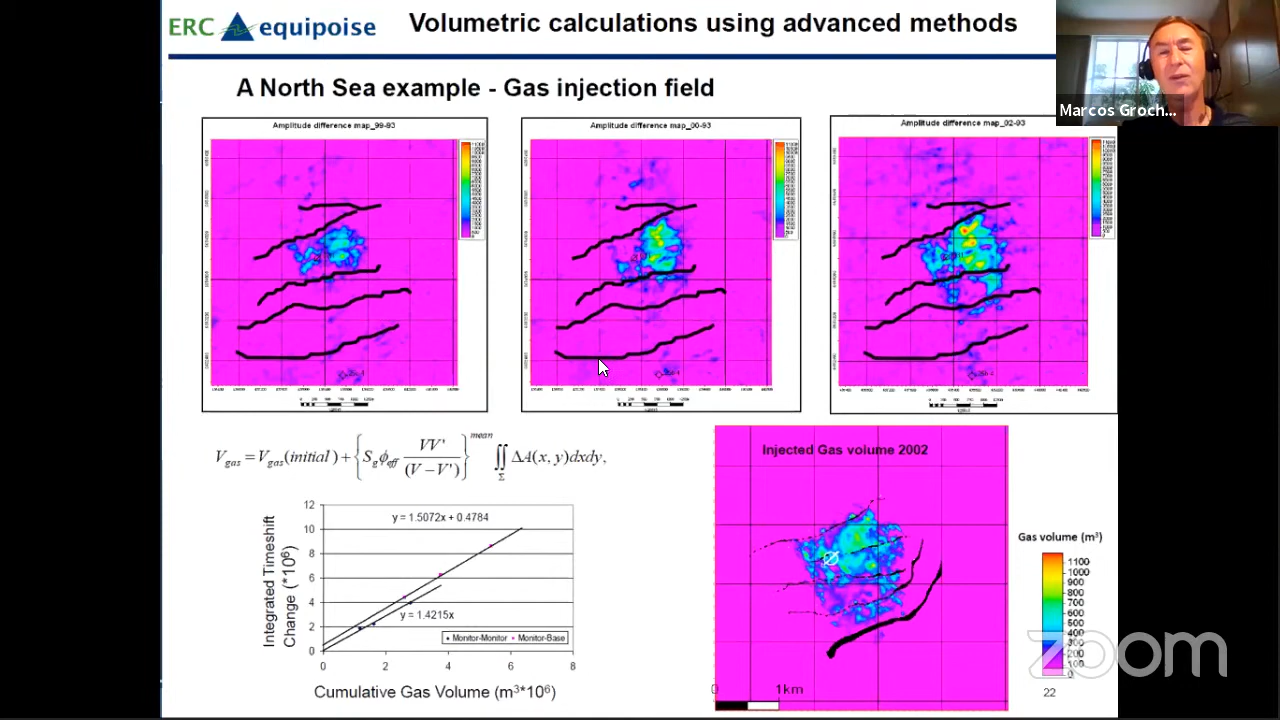 ERC equipoise
Volumetric calculations using advanced methods
Marcos Groch...
A North Sea example - Gas injection field
Amplitude difference map_99-93
Amplitude difference map_00-93
Amplitude difference map_02-93
V_gas = V_gas(initial) + {S_g ϕ_eff VV' / (V − V')}^mean ∬_Σ ΔA(x, y)dxdy,
Integrated Timeshift
Change (*10⁶)
12
10
8
6
4
2
0
y = 1.5072x + 0.4784
y = 1.4215x
Monitor-Monitor Monitor-Base
0 2 4 6 8
Cumulative Gas Volume (m³*10⁶)
Injected Gas volume 2002
0 1km
Gas volume (m³)
1100
1000
900
800
700
600
500
400
300
200
100
0
zoom
22